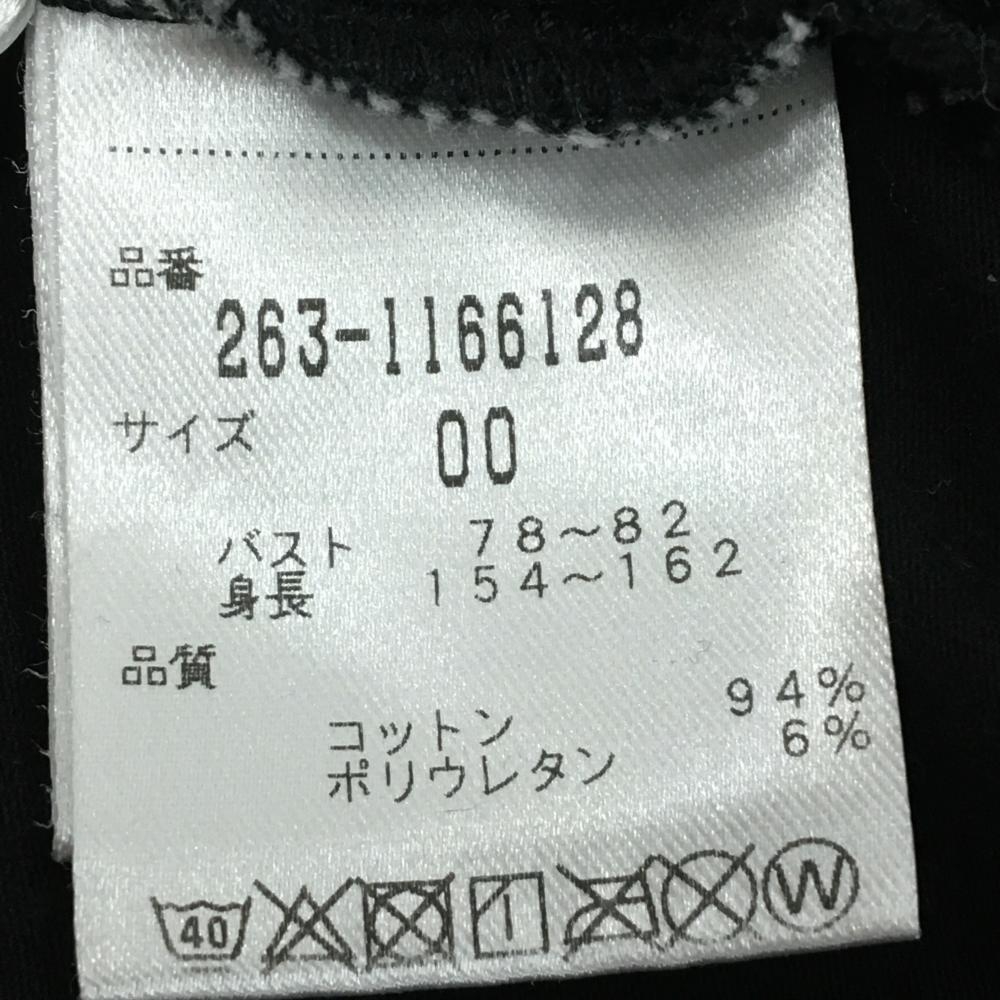 品番
263-1166128
サイズ 00
バスト 78～82
身長 154～162
品質
コットン 94%
ポリウレタン 6%
40 W